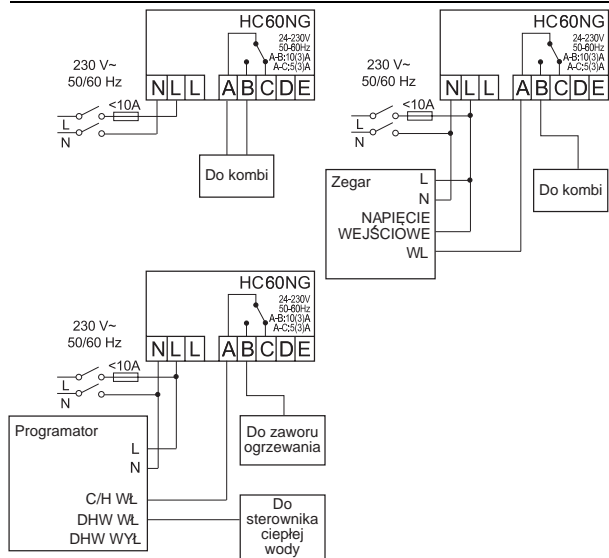 HC60NG
24-230V
50-60Hz
A-B:10(3)A
A-C:5(3)A
230 V~
50/60 Hz
N L L A B C D E
<10A
L
N
Do kombi
HC60NG
24-230V
50-60Hz
A-B:10(3)A
A-C:5(3)A
230 V~
50/60 Hz
N L L A B C D E
<10A
L
N
Zegar
L
N
NAPIĘCIE
WEJŚCIOWE
WL
Do kombi
HC60NG
24-230V
50-60Hz
A-B:10(3)A
A-C:5(3)A
230 V~
50/60 Hz
N L L A B C D E
<10A
L
N
Programator
L
N
C/H WŁ
DHW WŁ
DHW WYŁ
Do zaworu
ogrzewania
Do
sterownika
ciepłej
wody